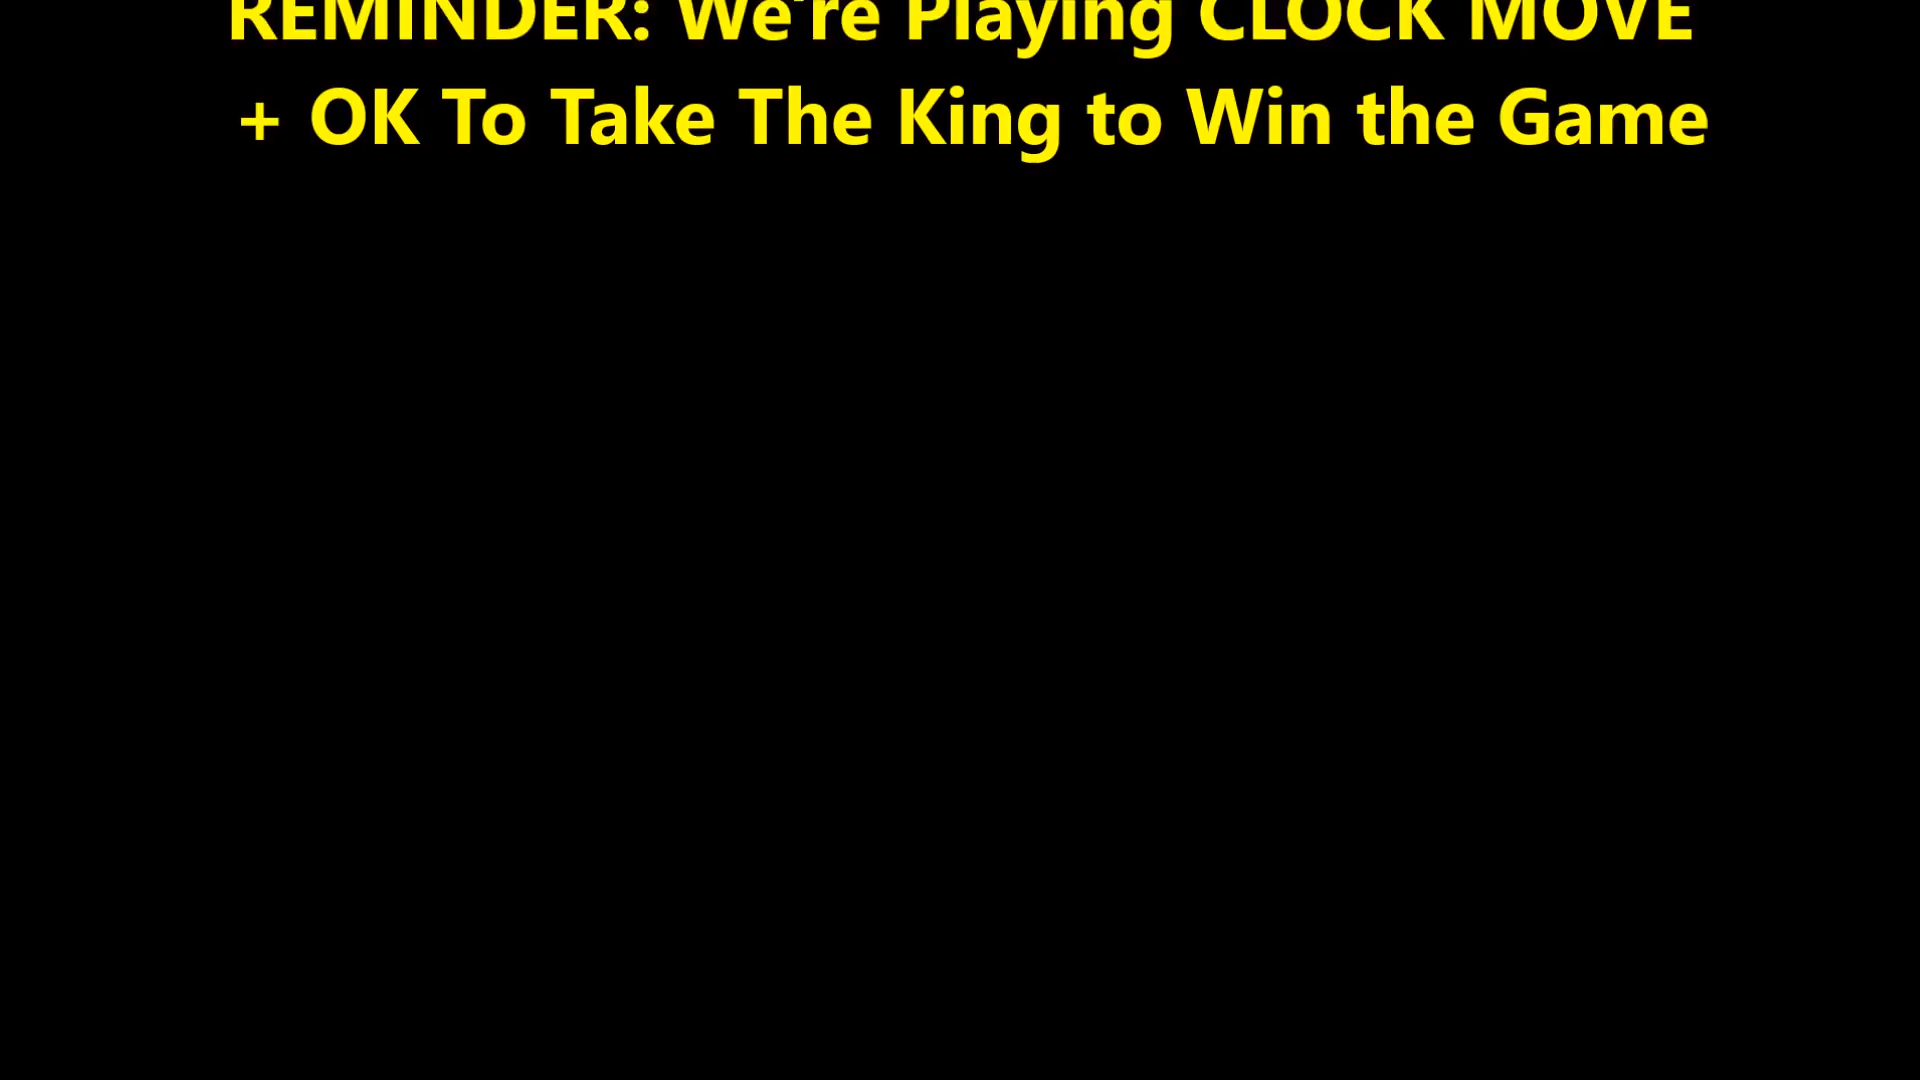 REMINDER: We're Playing CLOCK MOVE
+ OK To Take The King to Win the Game